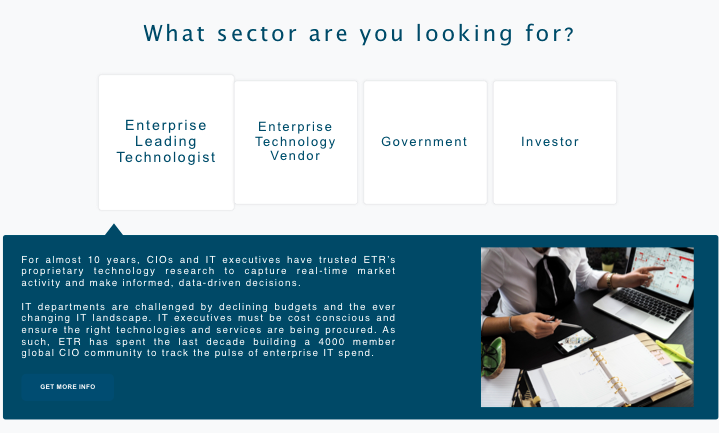 What sector are you looking for?
Enterprise
Leading
Technologist
Enterprise
Technology
Vendor
Government
Investor
For almost 10 years, CIOs and IT executives have trusted ETR's
proprietary technology research to capture real-time market
activity and make informed, data-driven decisions.
IT departments are challenged by declining budgets and the ever
changing IT landscape. IT executives must be cost conscious and
ensure the right technologies and services are being procured. As
such, ETR has spent the last decade building a 4000 member
global CIO community to track the pulse of enterprise IT spend.
GET MORE INFO